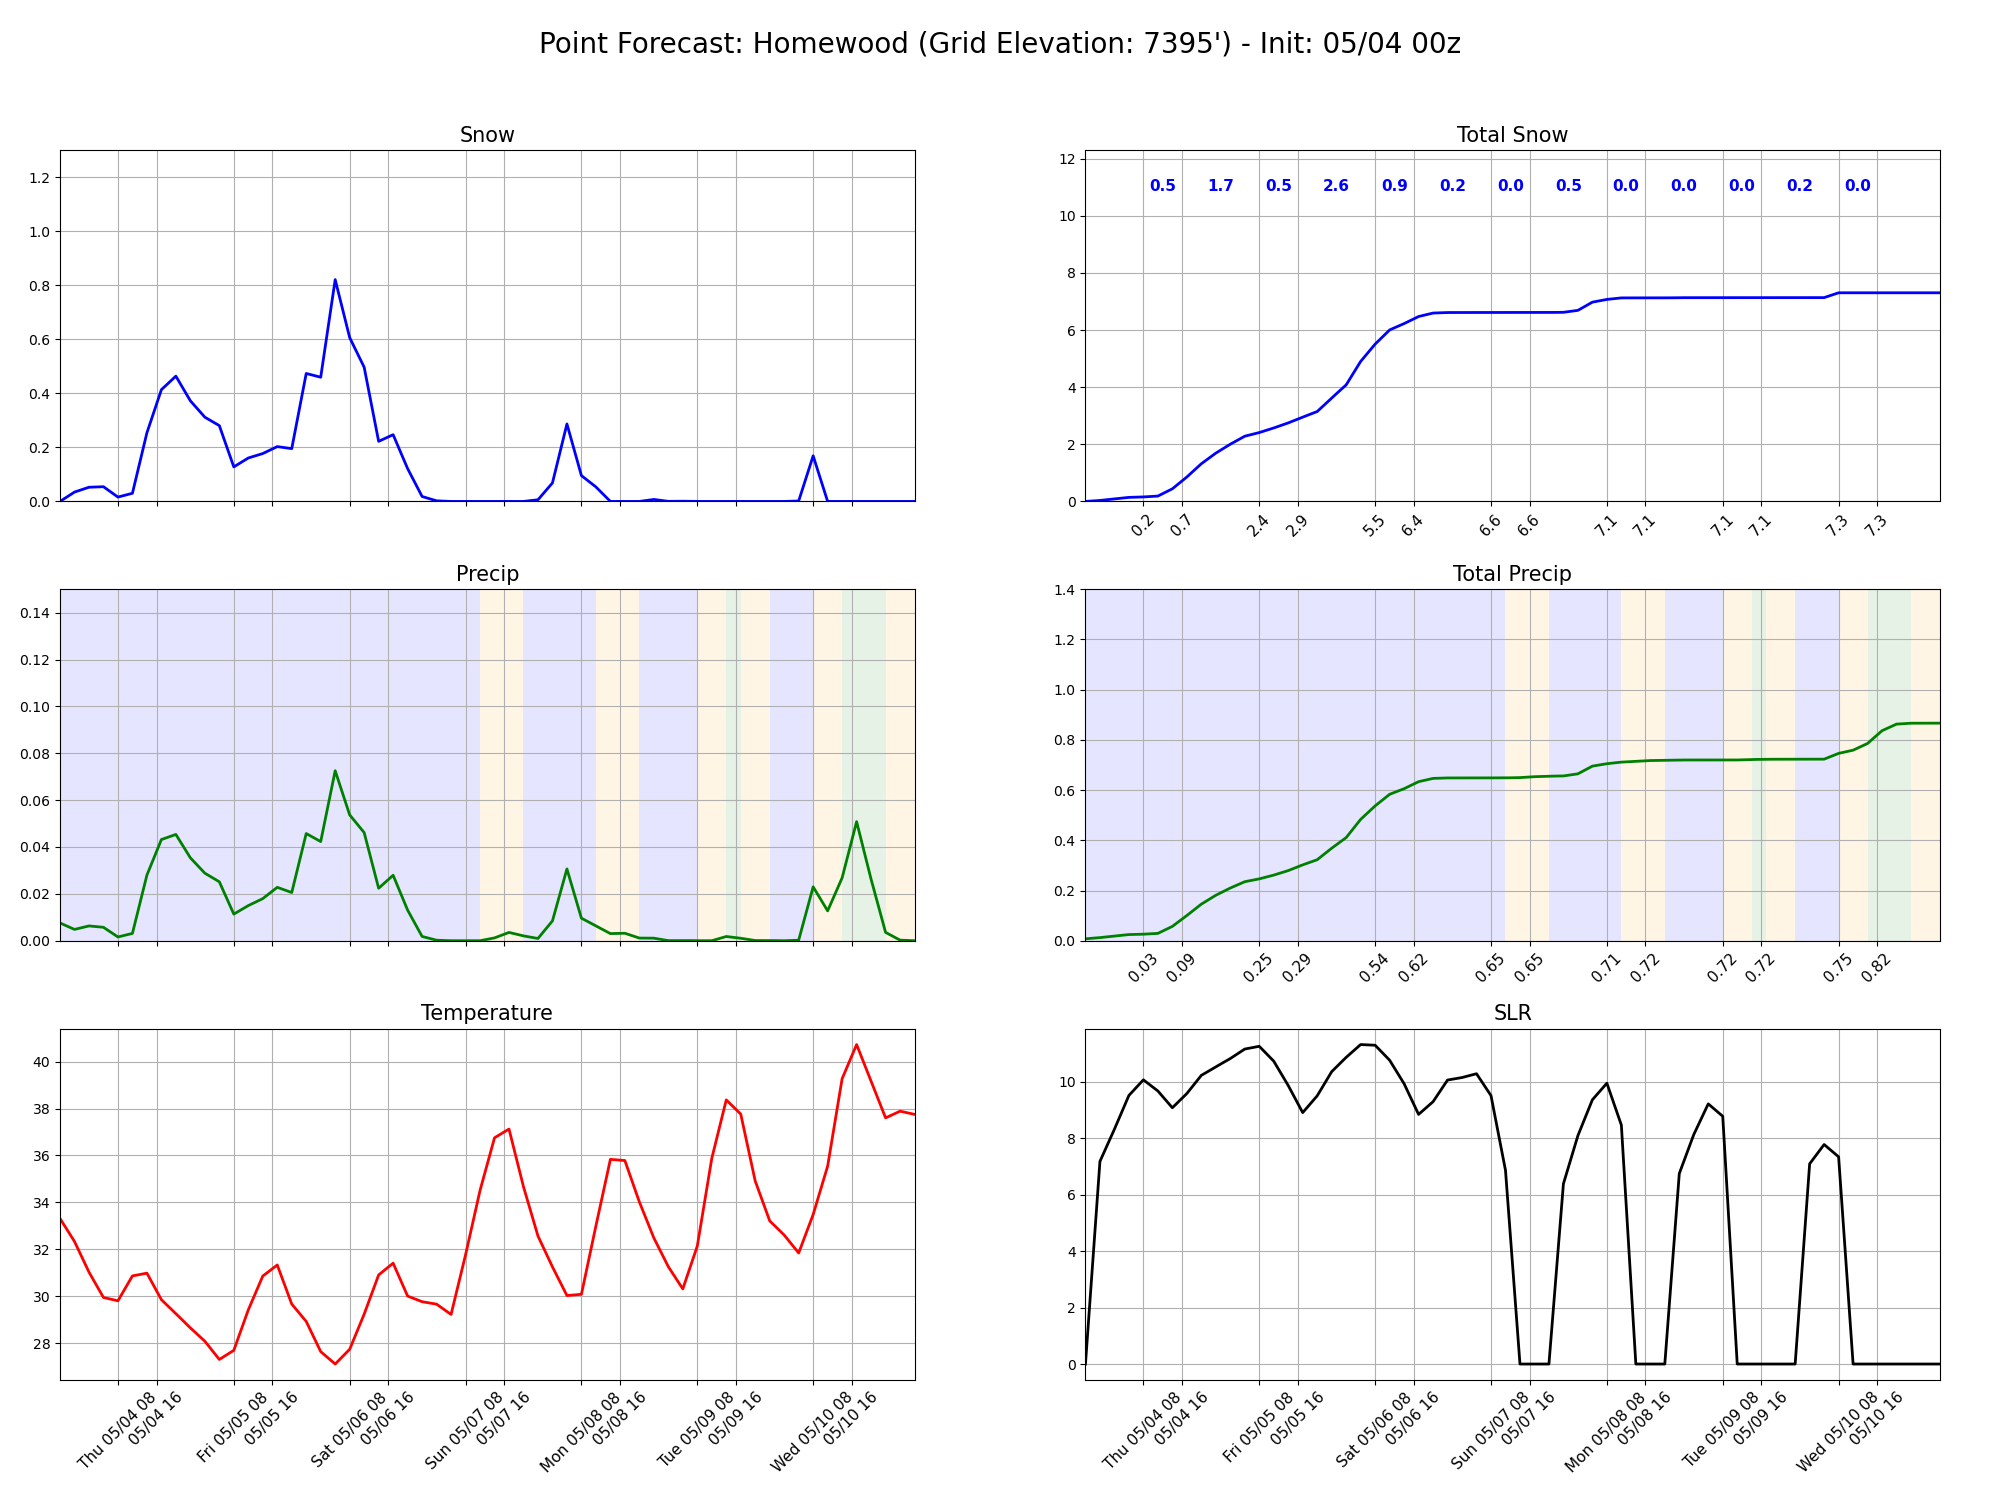 Point Forecast: Homewood (Grid Elevation: 7395') - Init: 05/04 00z
Snow
1.2
1.0
0.8
0.6
0.4
0.2
0.0
Total Snow
12
10
8
6
4
2
0
0.5 1.7 0.5 2.6 0.9 0.2 0.0 0.5 0.0 0.0 0.0 0.2 0.0
0.2 0.7 2.4 2.9 5.5 6.4 6.6 6.6 7.1 7.1 7.1 7.1 7.3 7.3
Precip
0.14
0.12
0.10
0.08
0.06
0.04
0.02
0.00
Total Precip
1.4
1.2
1.0
0.8
0.6
0.4
0.2
0.0
0.03 0.09 0.25 0.29 0.54 0.62 0.65 0.65 0.71 0.72 0.72 0.72 0.75 0.82
Temperature
40
38
36
34
32
30
28
Thu 05/04 08
05/04 16
Fri 05/05 08
05/05 16
Sat 05/06 08
05/06 16
Sun 05/07 08
05/07 16
Mon 05/08 08
05/08 16
Tue 05/09 08
05/09 16
Wed 05/10 08
05/10 16
SLR
10
8
6
4
2
0
Thu 05/04 08
05/04 16
Fri 05/05 08
05/05 16
Sat 05/06 08
05/06 16
Sun 05/07 08
05/07 16
Mon 05/08 08
05/08 16
Tue 05/09 08
05/09 16
Wed 05/10 08
05/10 16